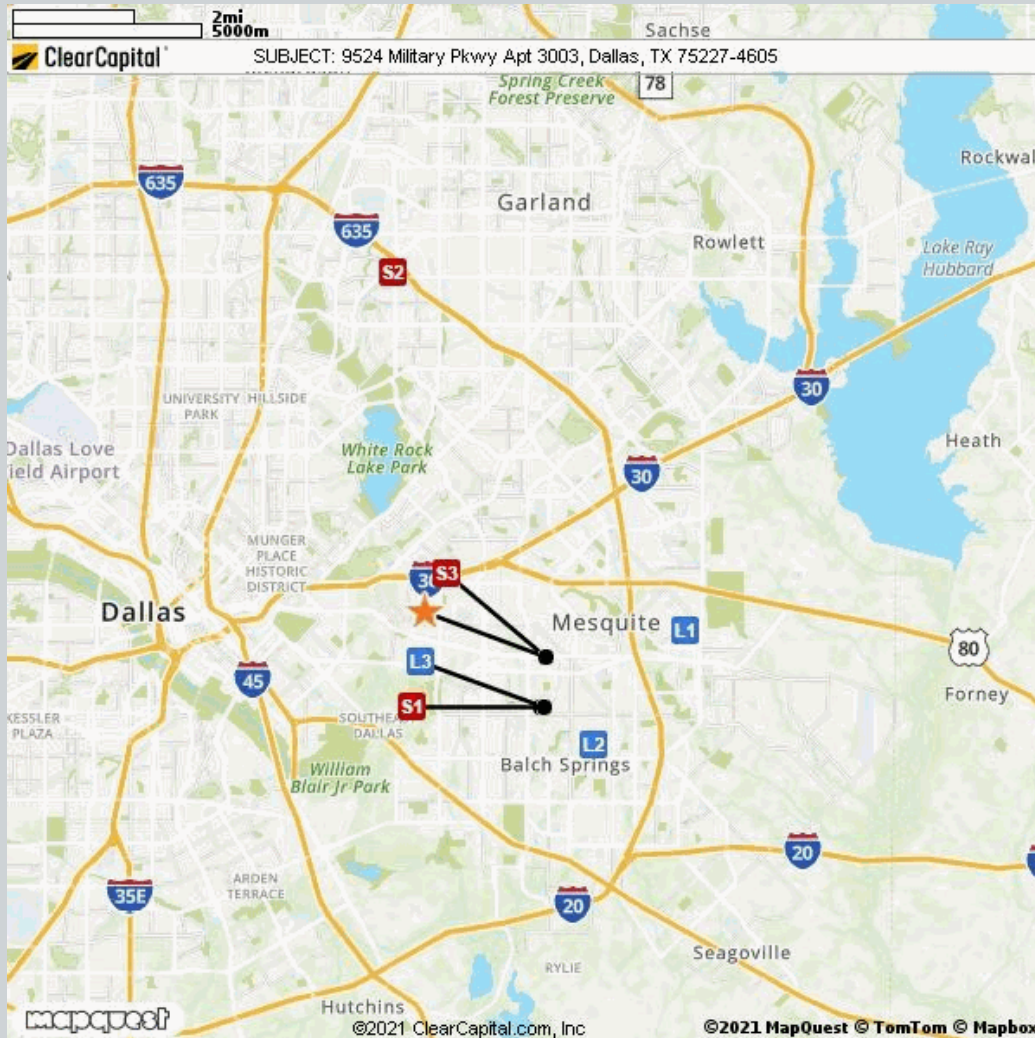 2mi
5000m
ClearCapital
SUBJECT: 9524 Military Pkwy Apt 3003, Dallas, TX 75227-4605
Sachse
78
Spring Creek
Forest Preserve
Rockwal
635
Garland
635
Rowlett
Lake Ray
Hubbard
S2
30
UNIVERSITY
PARK
HILLSIDE
Dallas Love
ield Airport
White Rock
Lake Park
Heath
30
MUNGER
PLACE
HISTORIC
DISTRICT
30
S3
Dallas
Mesquite
L1
L3
80
45
Forney
S1
KESSLER
PLAZA
SOUTHEA
DALLAS
L2
Balch Springs
William
Blair Jr Park
20
ARDEN
TERRACE
35E
20
Seagoville
RYLIE
Hutchins
mapquest
©2021 ClearCapital.com, Inc
©2021 MapQuest © TomTom © Mapbox